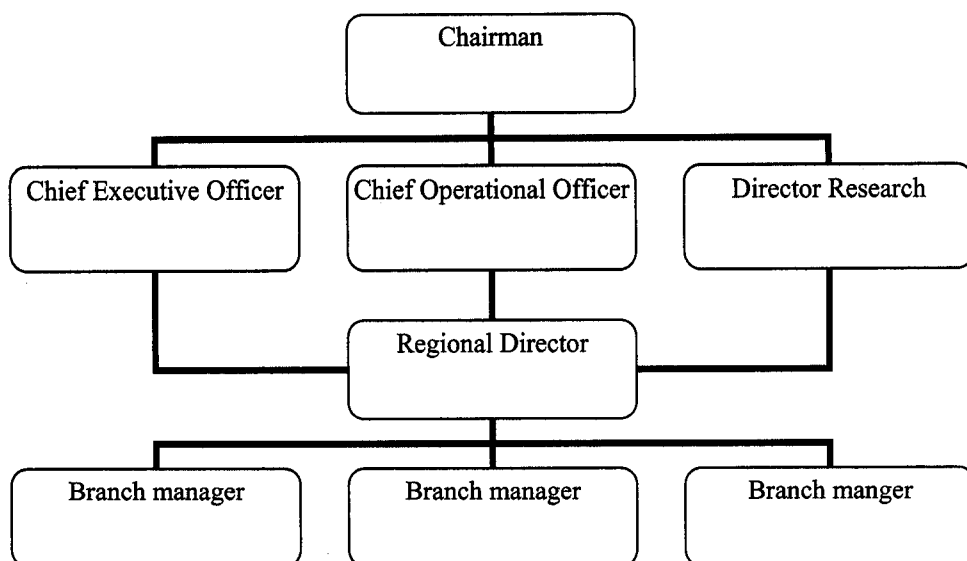 Chairman
Chief Executive Officer
Chief Operational Officer
Director Research
Regional Director
Branch manager
Branch manager
Branch manger